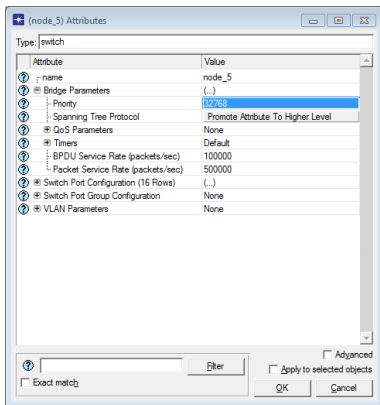 (node_5) Attributes
Type: switch
Attribute Value
name node_5
Bridge Parameters (...)
Priority 32768
Spanning Tree Protocol Promote Attribute To Higher Level
QoS Parameters None
Timers Default
BPDU Service Rate (packets/sec) 100000
Packet Service Rate (packets/sec) 500000
Switch Port Configuration (16 Rows) (...)
Switch Port Group Configuration None
VLAN Parameters None
Advanced
Filter Apply to selected objects
Exact match OK Cancel